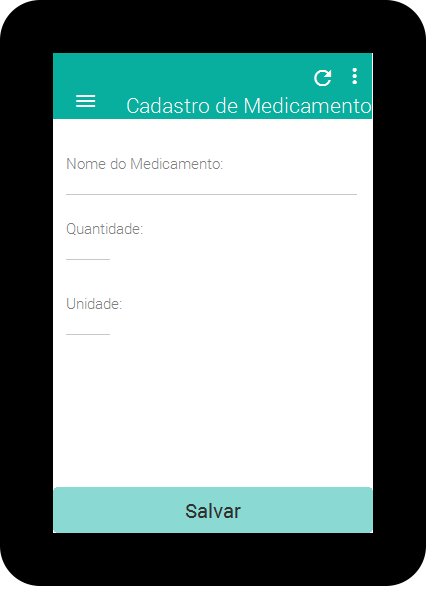 Cadastro de Medicamento
Nome do Medicamento:
Quantidade:
Unidade:
Salvar